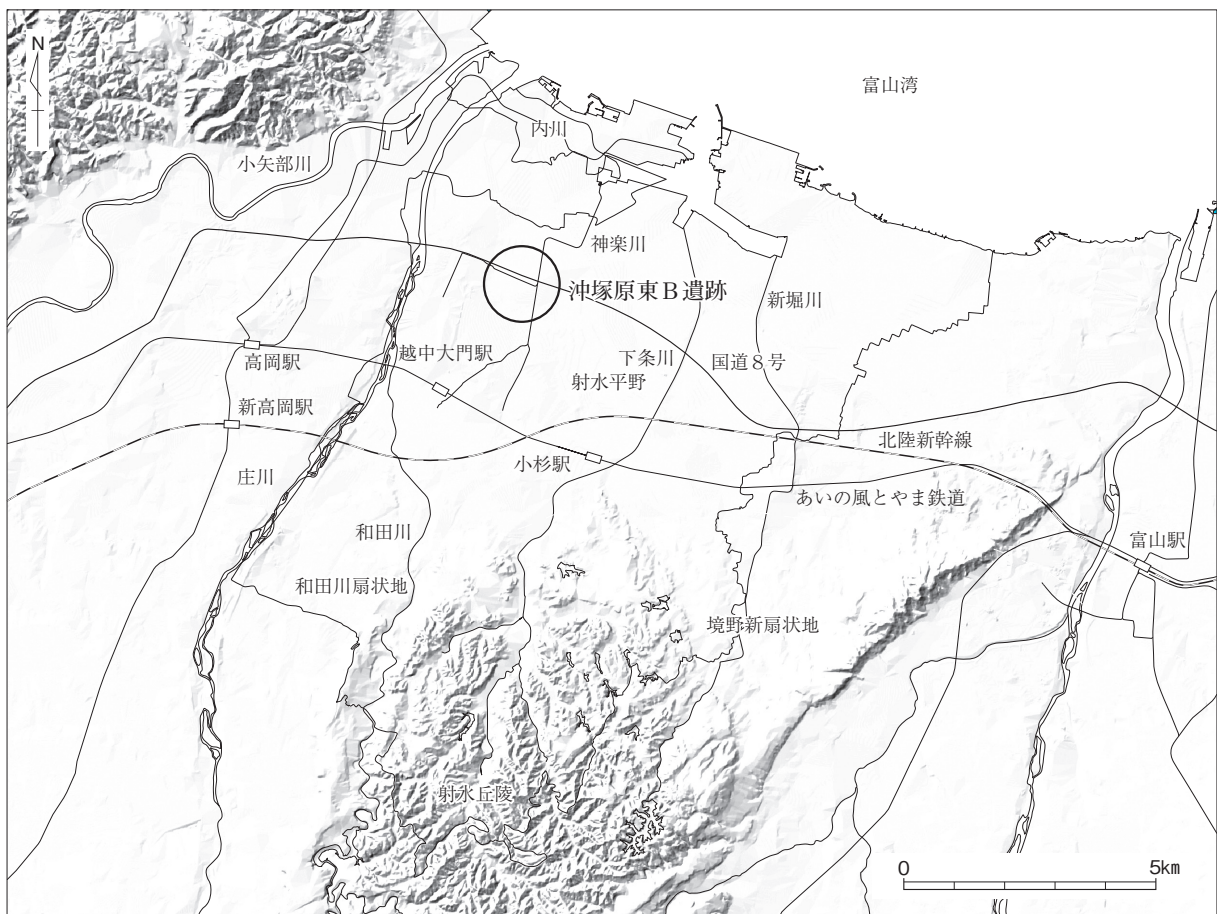 N
富山湾
内川
小矢部川
神楽川
沖塚原東B遺跡
新堀川
高岡駅
越中大門駅
下条川
国道8号
射水平野
新高岡駅
北陸新幹線
小杉駅
庄川
あいの風とやま鉄道
和田川
富山駅
和田川扇状地
境野新扇状地
射水丘陵
0
5km